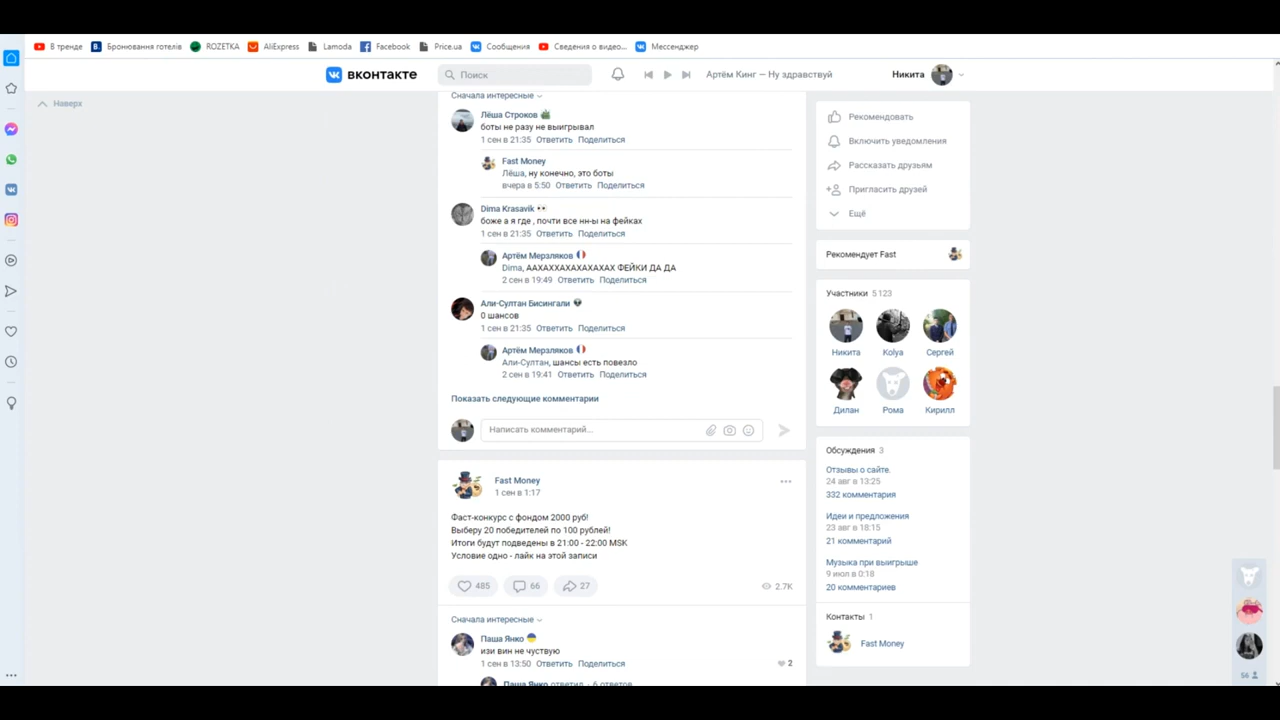 В тренде
Бронювання готелів
ROZETKA
AliExpress
Lamoda
Facebook
Price.ua
Сообщения
Сведения о видео...
Мессенджер
вконтакте
Поиск
Артём Кинг – Ну здравствуй
Никита
Наверх
Сначала интересные
Лёша Строков
боты не разу не выигрывал
1 сен в 21:35 Ответить Поделиться
Fast Money
Лёша, ну конечно, это боты
вчера в 5:50 Ответить Поделиться
Dima Krasavik
боже а я где , почти все нн-ы на фейках
1 сен в 21:35 Ответить Поделиться
Артём Мерзляков
Dima, ААХАХХАХАХАХАХАХ ФЕЙКИ ДА ДА
2 сен в 19:49 Ответить Поделиться
Али-Султан Бисингали
0 шансов
1 сен в 21:35 Ответить Поделиться
Артём Мерзляков
Али-Султан, шансы есть повезло
2 сен в 19:41 Ответить Поделиться
Показать следующие комментарии
Написать комментарий...
Fast Money
1 сен в 1:17
Фаст-конкурс с фондом 2000 руб!
Выберу 20 победителей по 100 рублей!
Итоги будут подведены в 21:00 - 22:00 MSK
Условие одно - лайк на этой записи
485
66
27
2.7K
Сначала интересные
Паша Янко
изи вин не чуствую
1 сен в 13:50 Ответить Поделиться
2
Паша Янко ответил · 6 ответов
Рекомендовать
Включить уведомления
Рассказать друзьям
Пригласить друзей
Ещё
Рекомендует Fast
Участники 5 123
Никита
Kolya
Сергей
Дилан
Рома
Кирилл
Обсуждения 3
Отзывы о сайте.
24 авг в 13:25
332 комментария
Идеи и предложения
23 авг в 18:15
21 комментарий
Музыка при выигрыше
9 июл в 0:18
20 комментариев
Контакты 1
Fast Money
56